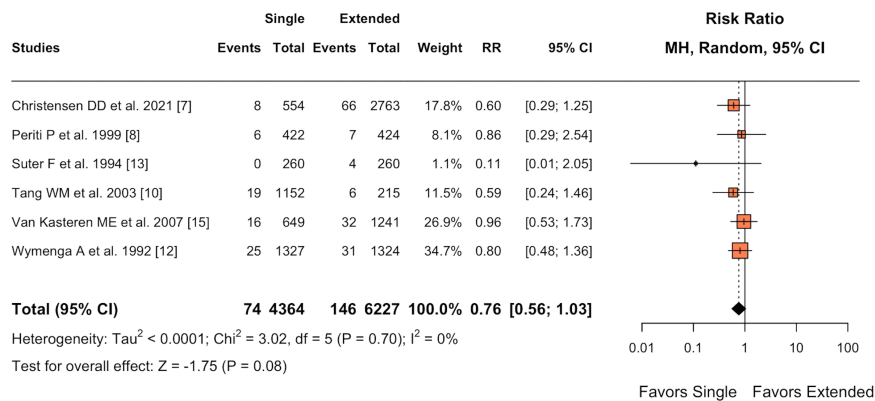 Single Extended Risk Ratio
Studies Events Total Events Total Weight RR 95% CI MH, Random, 95% CI
Christensen DD et al. 2021 [7] 8 554 66 2763 17.8% 0.60 [0.29; 1.25]
Periti P et al. 1999 [8] 6 422 7 424 8.1% 0.86 [0.29; 2.54]
Suter F et al. 1994 [13] 0 260 4 260 1.1% 0.11 [0.01; 2.05]
Tang WM et al. 2003 [10] 19 1152 6 215 11.5% 0.59 [0.24; 1.46]
Van Kasteren ME et al. 2007 [15] 16 649 32 1241 26.9% 0.96 [0.53; 1.73]
Wymenga A et al. 1992 [12] 25 1327 31 1324 34.7% 0.80 [0.48; 1.36]
Total (95% CI) 74 4364 146 6227 100.0% 0.76 [0.56; 1.03]
Heterogeneity: Tau² < 0.0001; Chi² = 3.02, df = 5 (P = 0.70); I² = 0%
Test for overall effect: Z = -1.75 (P = 0.08)
0.01 0.1 1 10 100
Favors Single Favors Extended